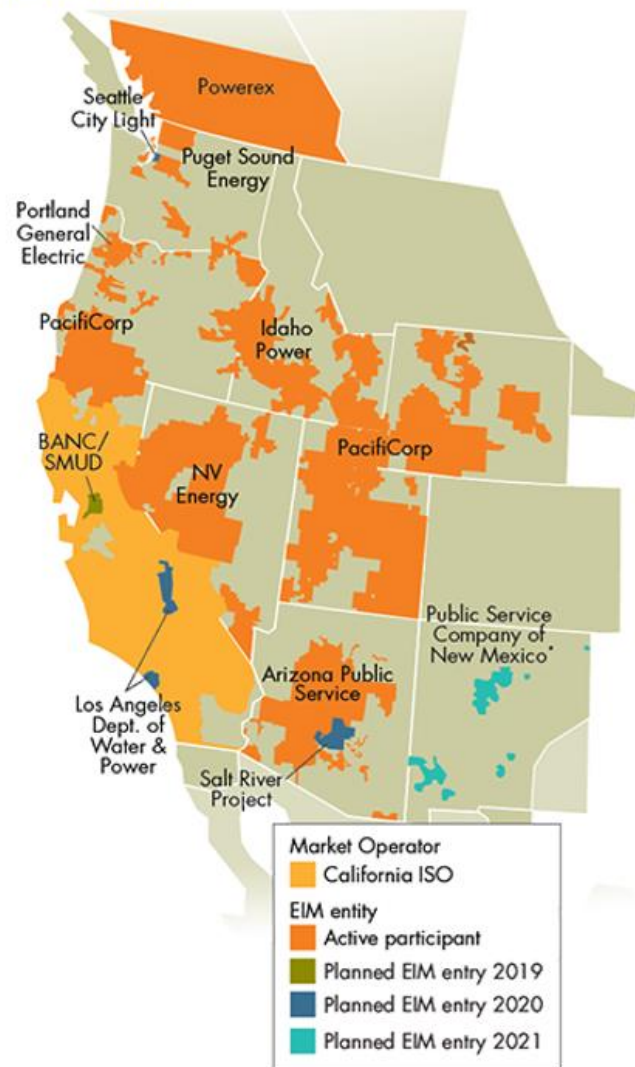 Powerex
Seattle
City Light
Puget Sound
Energy
Portland
General
Electric
PacifiCorp
Idaho
Power
BANC/
SMUD
NV
Energy
PacifiCorp
Public Service
Company of
New Mexico*
Arizona Public
Service
Los Angeles
Dept. of
Water &
Power
Salt River
Project
Market Operator
California ISO
EIM entity
Active participant
Planned EIM entry 2019
Planned EIM entry 2020
Planned EIM entry 2021